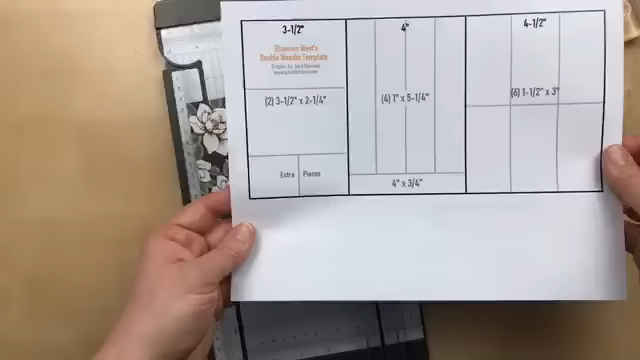 3-1/2"
Shannon West's
Double Wonder Template
(2) 3-1/2" x 2-1/4"
Extra Pieces
4"
(4) 1" x 5-1/4"
4" x 3/4"
4-1/2"
(6) 1-1/2" x 3"